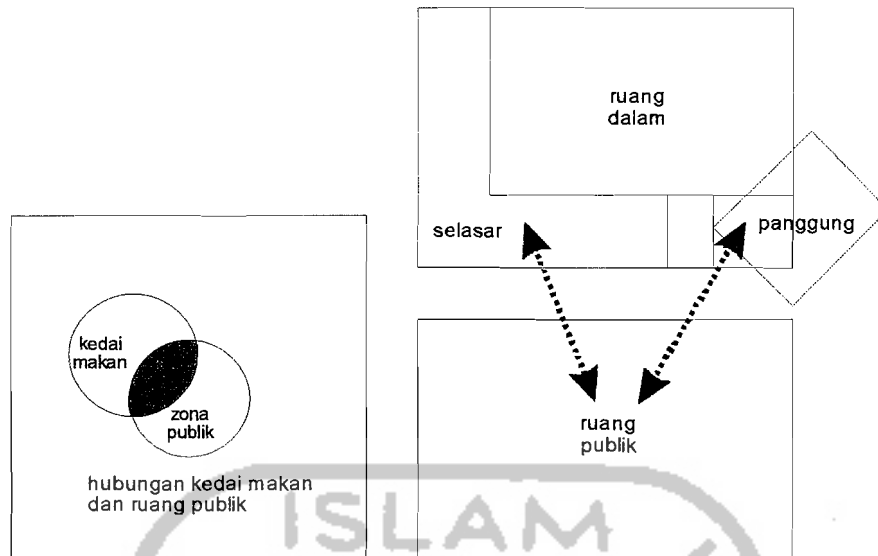 ruang
dalam
selasar
panggung
kedai
makan
zona
publik
ruang
publik
hubungan kedai makan
dan ruang publik
ISLAM